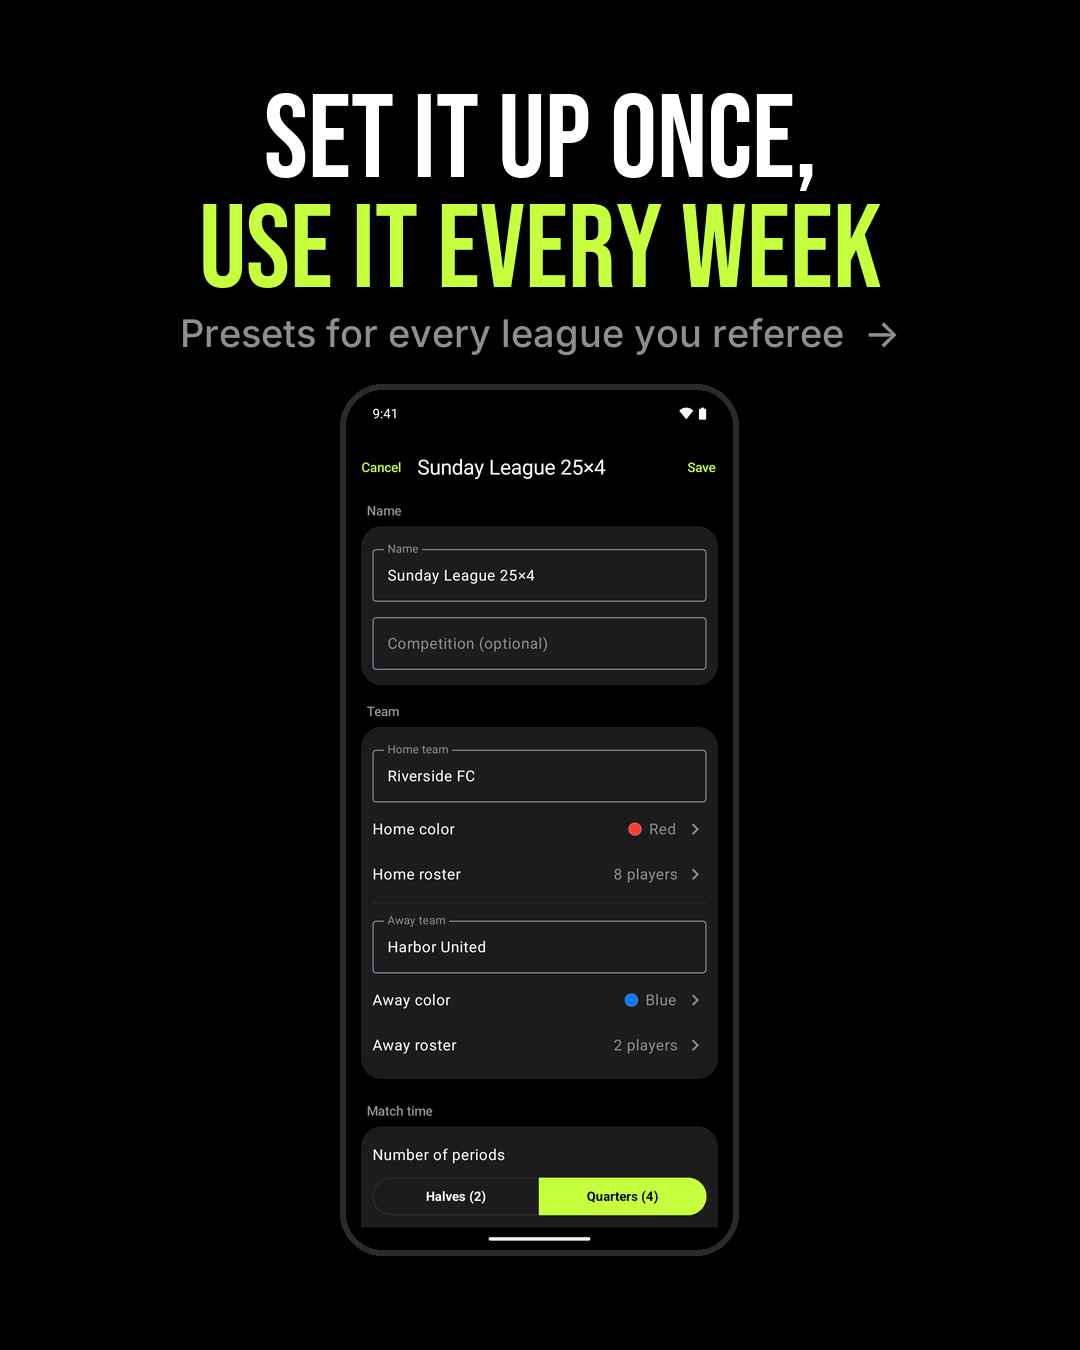 SET IT UP ONCE,
USE IT EVERY WEEK
Presets for every league you referee →
9:41
Cancel Sunday League 25×4 Save
Name
Name
Sunday League 25×4
Competition (optional)
Team
Home team
Riverside FC
Home color Red
Home roster 8 players
Away team
Harbor United
Away color Blue
Away roster 2 players
Match time
Number of periods
Halves (2) Quarters (4)